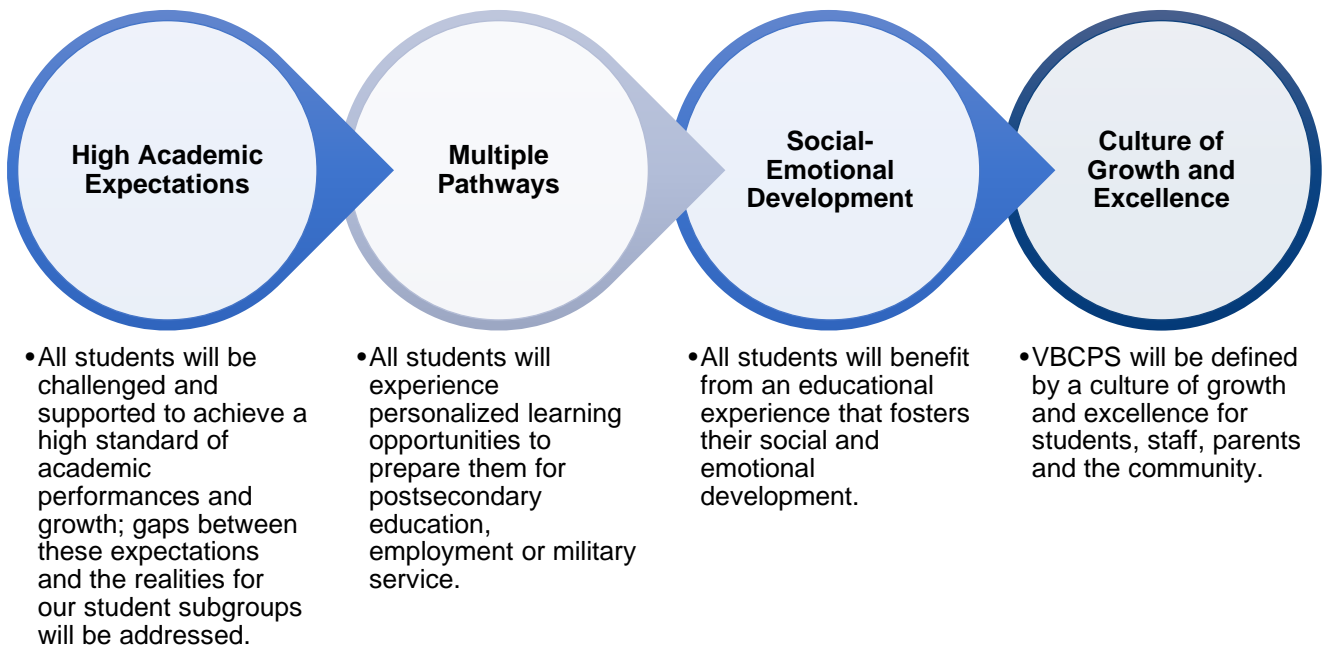 High Academic
Expectations
•All students will be
challenged and
supported to achieve a
high standard of
academic
performances and
growth; gaps between
these expectations
and the realities for
our student subgroups
will be addressed.
Multiple
Pathways
•All students will
experience
personalized learning
opportunities to
prepare them for
postsecondary
education,
employment or military
service.
Social-
Emotional
Development
•All students will benefit
from an educational
experience that fosters
their social and
emotional
development.
Culture of
Growth and
Excellence
•VBCPS will be defined
by a culture of growth
and excellence for
students, staff, parents
and the community.